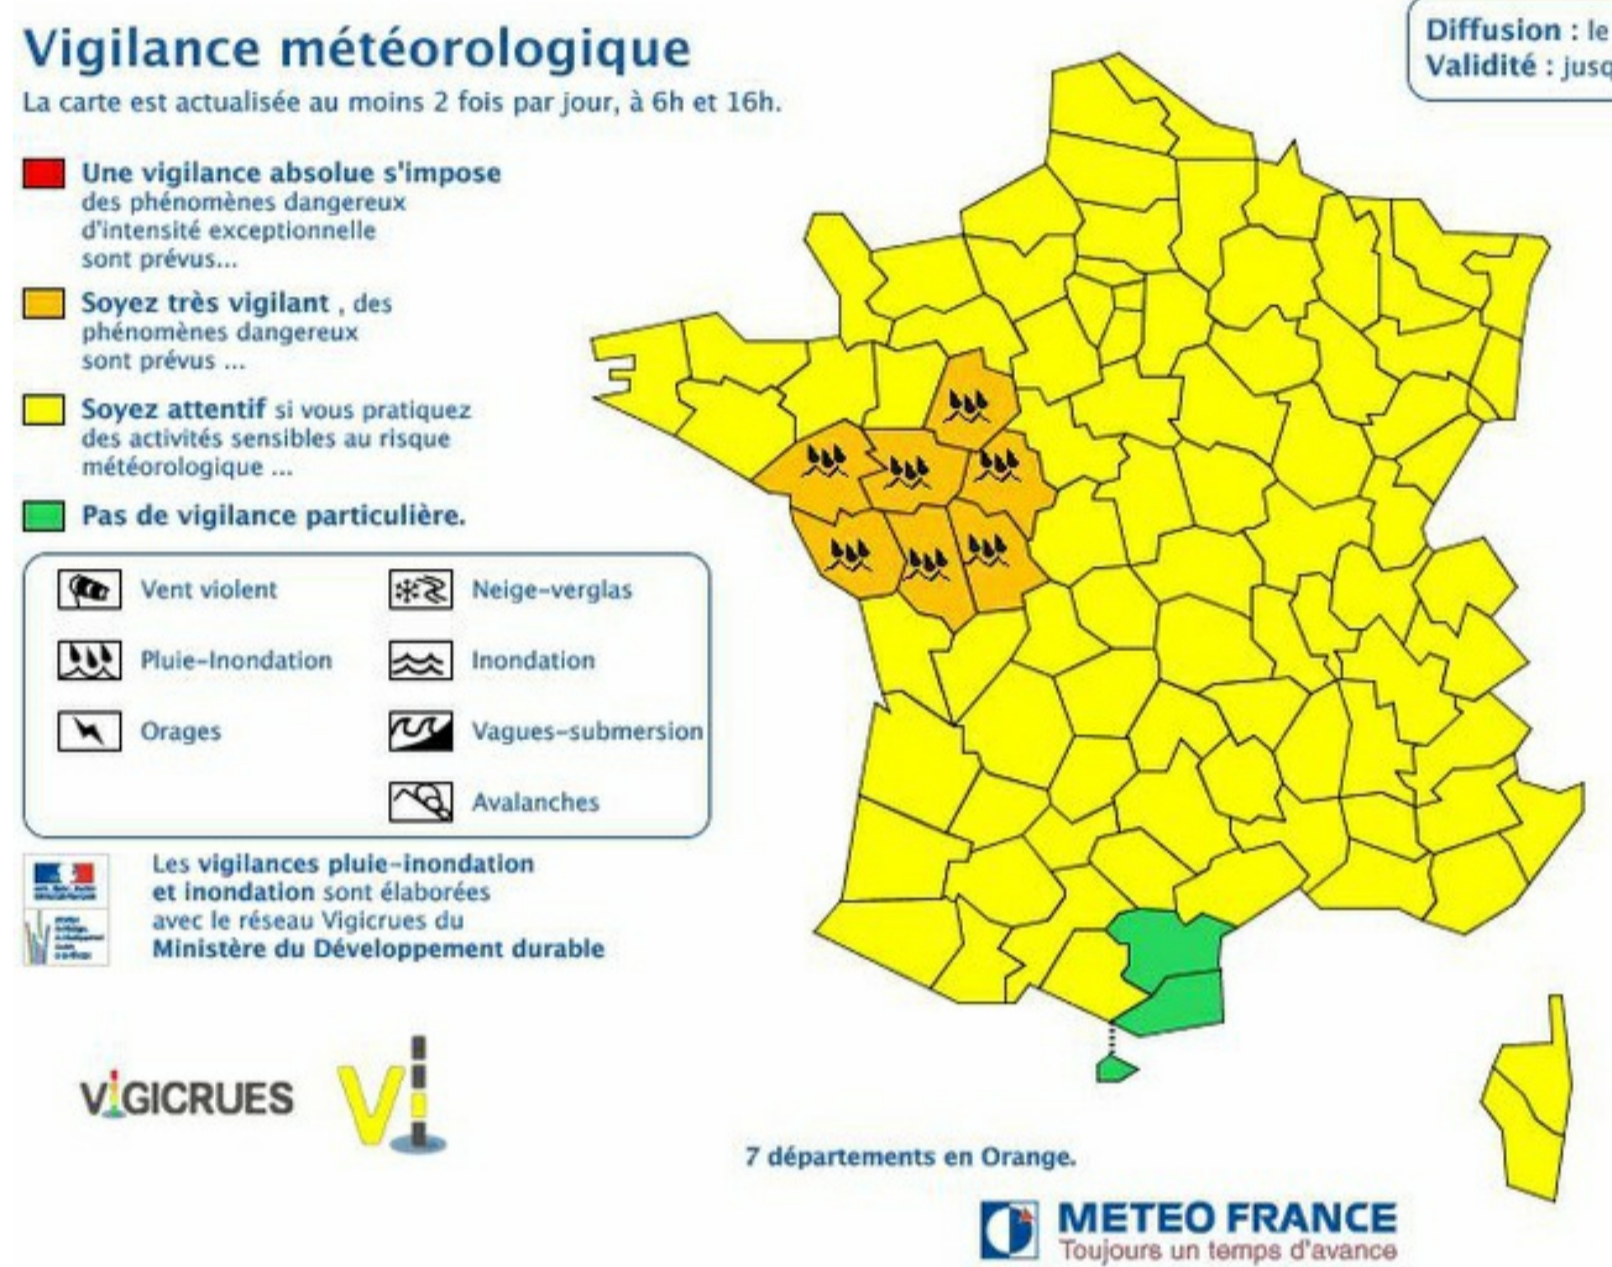 Vigilance météorologique
La carte est actualisée au moins 2 fois par jour, à 6h et 16h.
Diffusion : le
Validité : jusq
Une vigilance absolue s'impose
des phénomènes dangereux
d'intensité exceptionnelle
sont prévus...
Soyez très vigilant , des
phénomènes dangereux
sont prévus ...
Soyez attentif si vous pratiquez
des activités sensibles au risque
météorologique ...
Pas de vigilance particulière.
Vent violent
Neige-verglas
Pluie-Inondation
Inondation
Orages
Vagues-submersion
Avalanches
Les vigilances pluie-inondation
et inondation sont élaborées
avec le réseau Vigicrues du
Ministère du Développement durable
VIGICRUES
Vi
7 départements en Orange.
METEO FRANCE
Toujours un temps d'avance